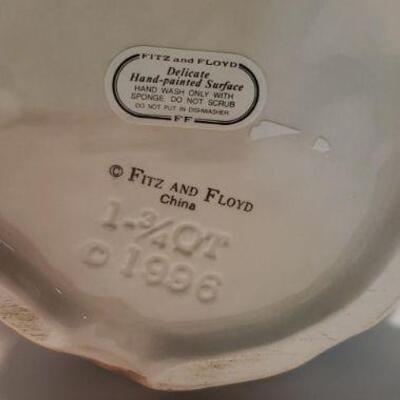 FITZ and FLOYD
Delicate
Hand-painted Surface
HAND WASH ONLY WITH
SPONGE. DO NOT SCRUB
DO NOT PUT IN DISHWASHER
FF
© FITZ AND FLOYD
China
1-3/4QT
© 1996